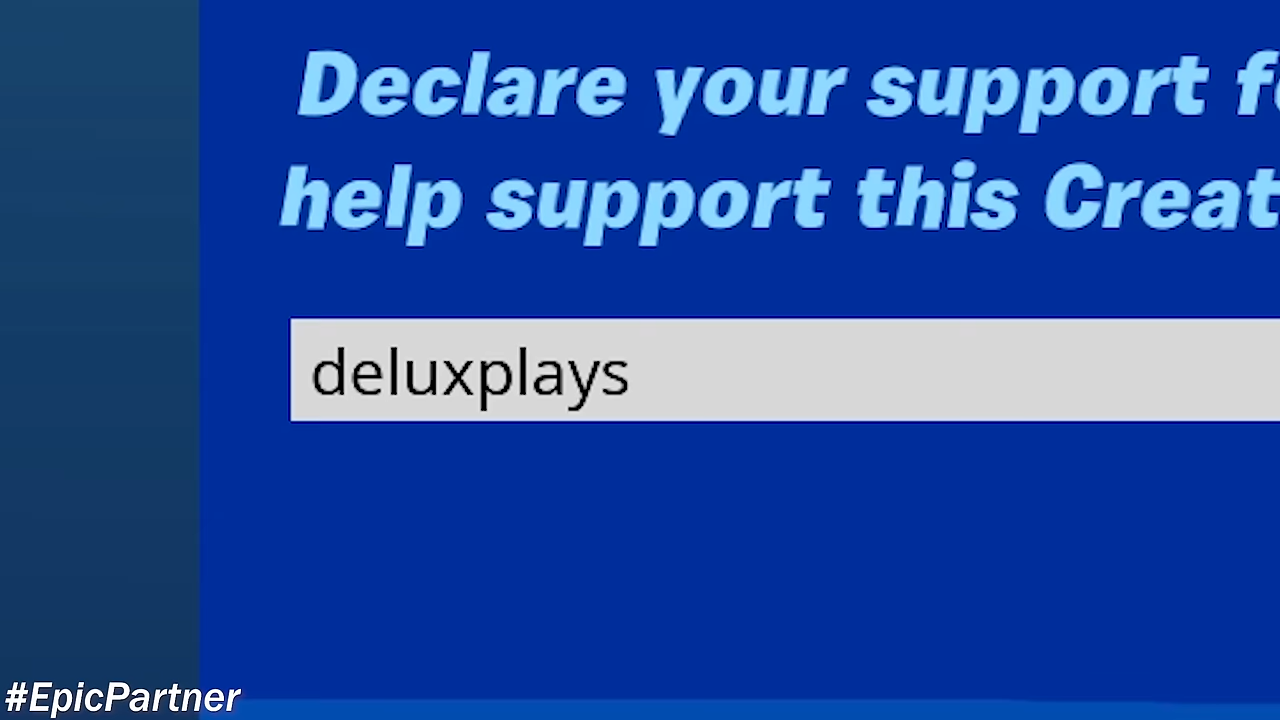 Declare your support f
help support this Creat
deluxplays
#EpicPartner